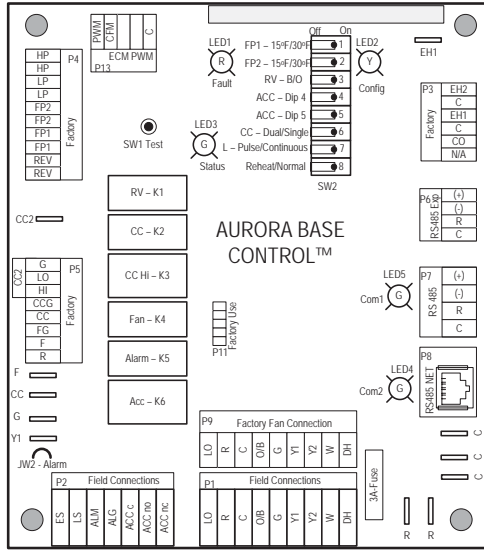 PWM
CFM
C
ECM PWM
P13
LED1
R
Fault
Off On
FP1 – 15ºF/30ºF 1
FP2 – 15ºF/30ºF 2
RV – B/O 3
ACC – Dip 4 4
ACC – Dip 5 5
CC – Dual/Single 6
L – Pulse/Continuous 7
Reheat/Normal 8
SW2
LED2
Y
Config
EH1
P4
HP
HP
LP
LP
FP2
FP2
FP1
FP1
REV
REV
Factory
SW1 Test
LED3
G
Status
P3
Factory
EH2
C
EH1
C
CO
N/A
RV – K1
CC – K2
CC Hi – K3
Fan – K4
Alarm – K5
Acc – K6
AURORA BASE
CONTROL™
P6
RS485 Exp
(+)
(-)
R
C
CC2
CC2
P5
G
LO
HI
CCG
CC
FG
F
R
Factory
Factory Use
P11
LED5
Com1
G
P7
RS 485
(+)
(-)
R
C
LED4
Com2
G
P8
RS485 NET
F
CC
G
Y1
JW2 - Alarm
P9 Factory Fan Connection
LO R C O/B G Y1 Y2 W DH
P2 Field Connections
ES LS ALM ALG ACC c ACC no ACC nc
P1 Field Connections
LO R C O/B G Y1 Y2 W DH
3A-Fuse
C
C
C
R R